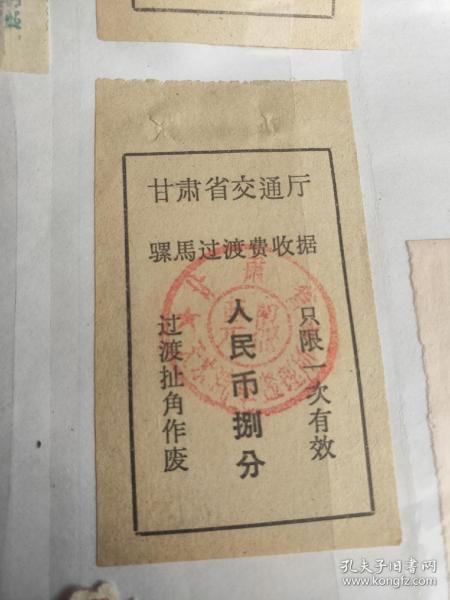 甘肃省交通厅
骡馬过渡费收据
只限一次有效
人民币捌分
过渡扯角作废
孔夫子旧书网
www.kongfz.com